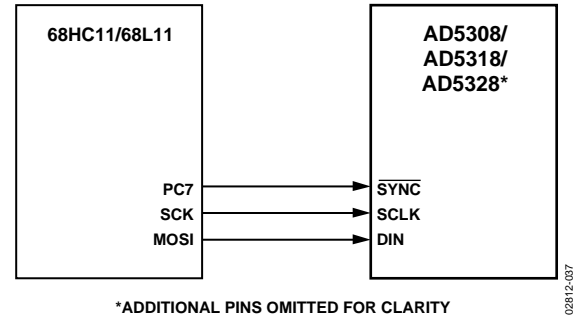 68HC11/68L11
AD5308/
AD5318/
AD5328*
PC7
SYNC
SCK
SCLK
MOSI
DIN
*ADDITIONAL PINS OMITTED FOR CLARITY
02812-037